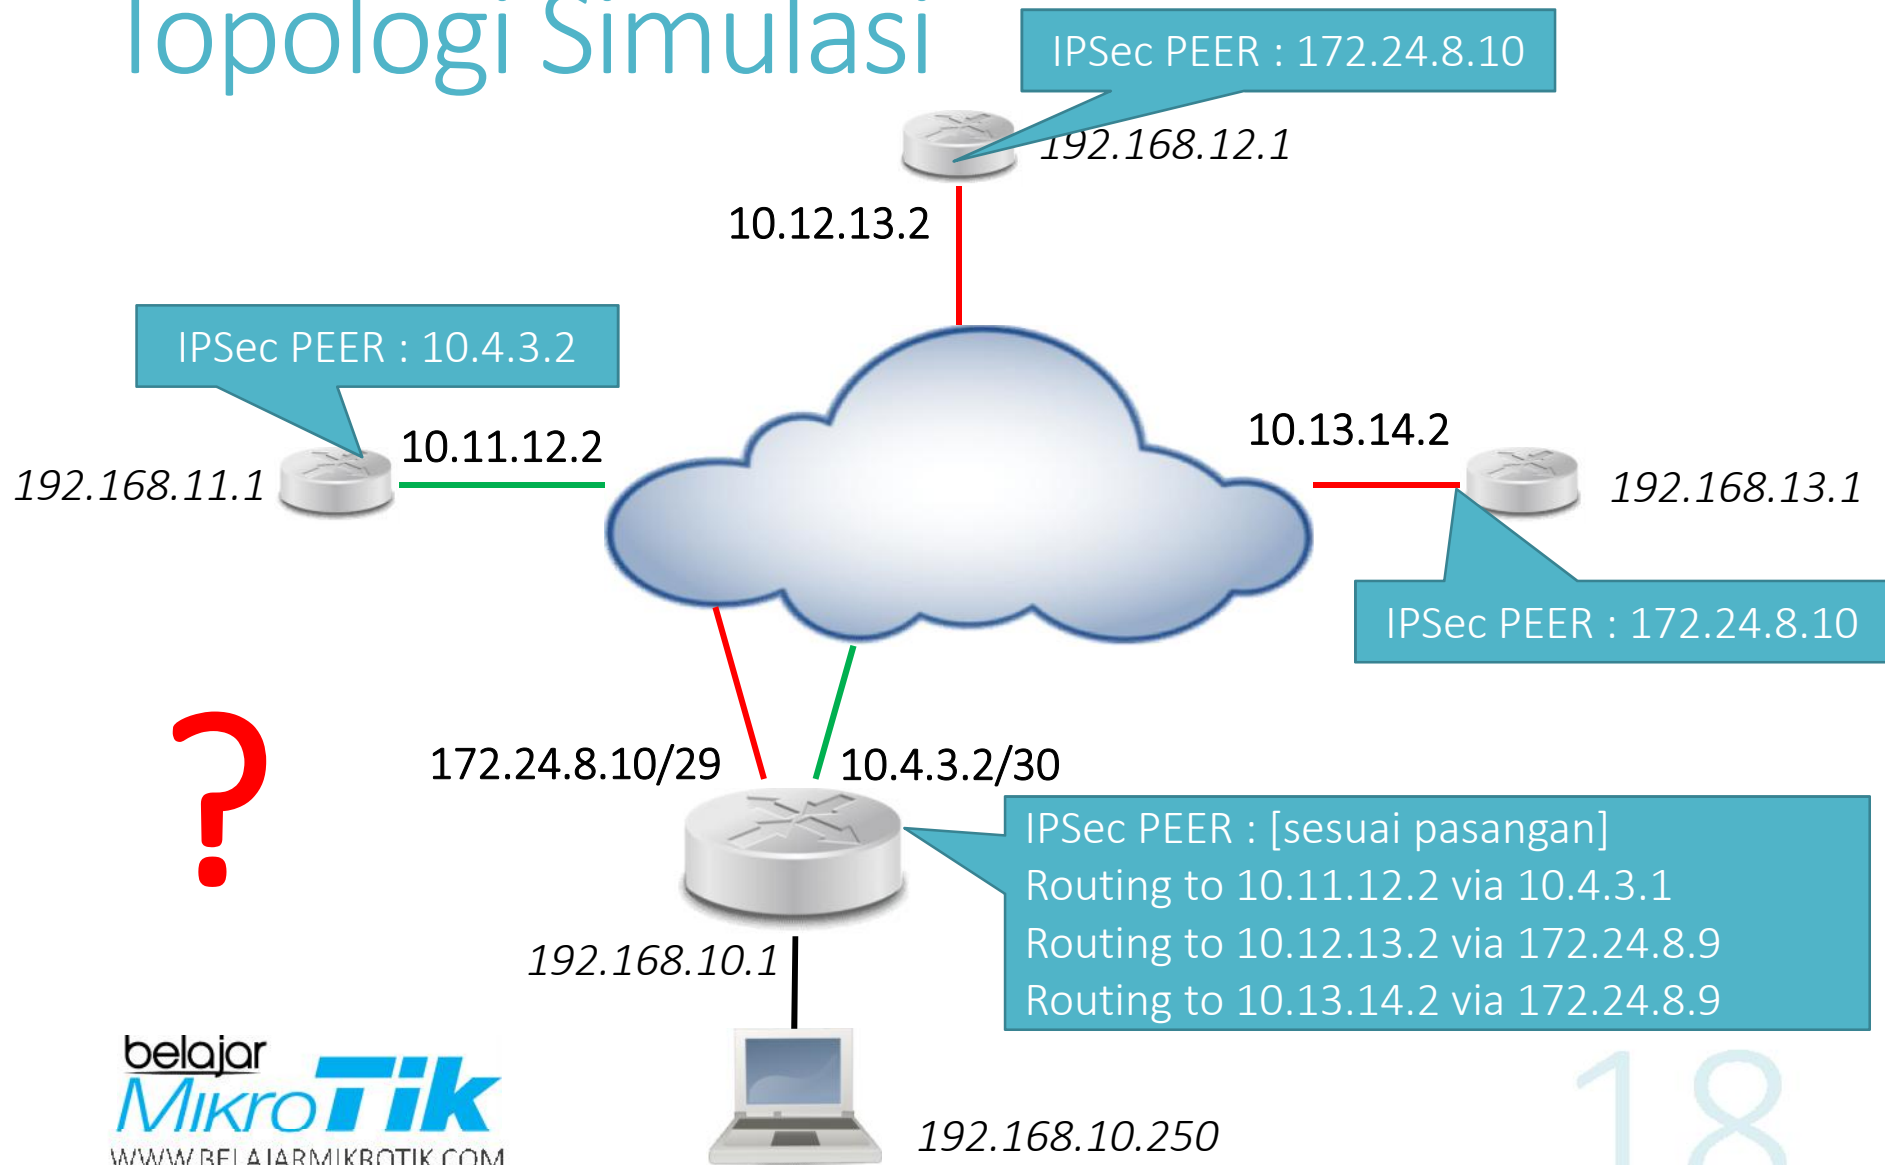 Topologi Simulasi
IPSec PEER : 172.24.8.10
192.168.12.1
10.12.13.2
IPSec PEER : 10.4.3.2
10.11.12.2
192.168.11.1
10.13.14.2
192.168.13.1
IPSec PEER : 172.24.8.10
?
172.24.8.10/29
10.4.3.2/30
IPSec PEER : [sesuai pasangan]
Routing to 10.11.12.2 via 10.4.3.1
Routing to 10.12.13.2 via 172.24.8.9
Routing to 10.13.14.2 via 172.24.8.9
192.168.10.1
belajar
MikroTik
WWW.BELAJARMIKROTIK.COM
192.168.10.250
18